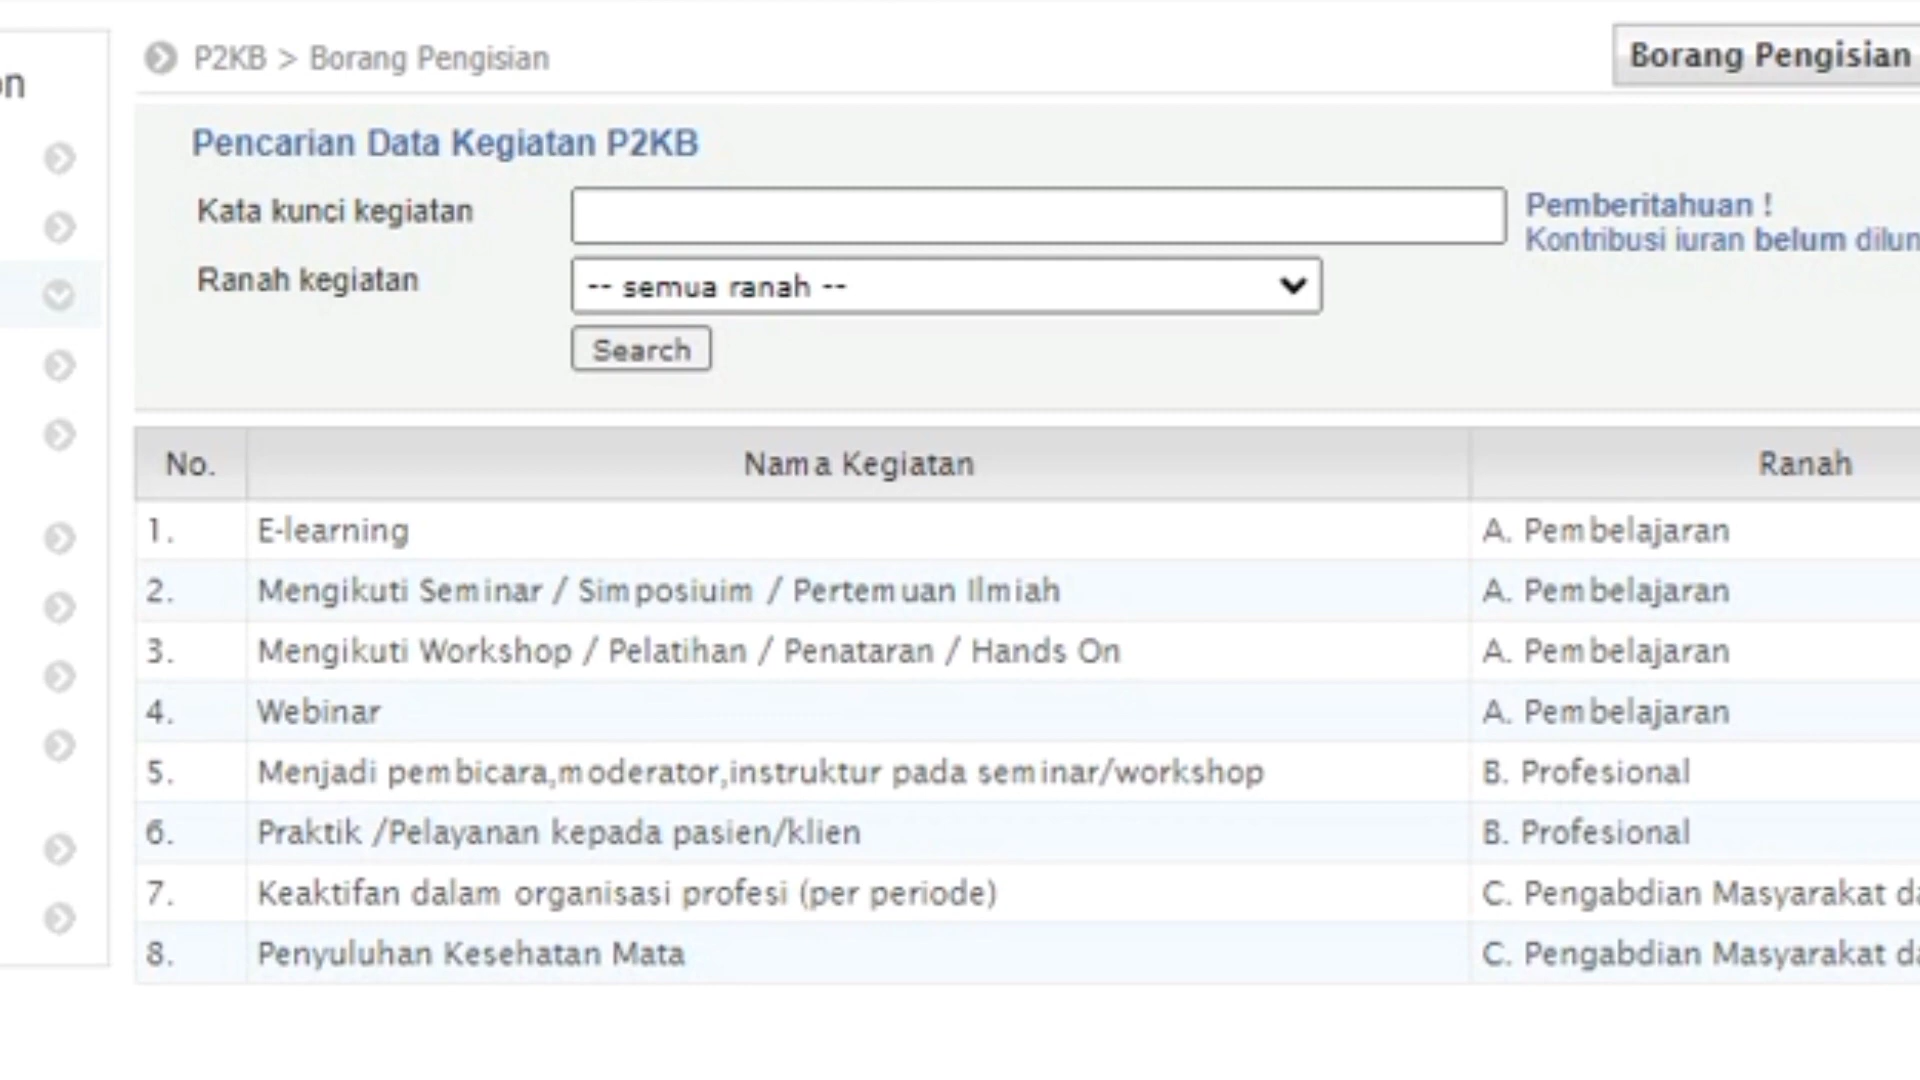 on
P2KB > Borang Pengisian
Borang Pengisian
Pencarian Data Kegiatan P2KB
Kata kunci kegiatan
Pemberitahuan !
Kontribusi iuran belum
Ranah kegiatan
-- semua ranah --
Search
No. Nama Kegiatan Ranah
1. E-learning A. Pembelajaran
2. Mengikuti Seminar / Simposiuim / Pertemuan Ilmiah A. Pembelajaran
3. Mengikuti Workshop / Pelatihan / Penataran / Hands On A. Pembelajaran
4. Webinar A. Pembelajaran
5. Menjadi pembicara,moderator,instruktur pada seminar/workshop B. Profesional
6. Praktik /Pelayanan kepada pasien/klien B. Profesional
7. Keaktifan dalam organisasi profesi (per periode) C. Pengabdian Masyarakat
8. Penyuluhan Kesehatan Mata C. Pengabdian Masyarakat